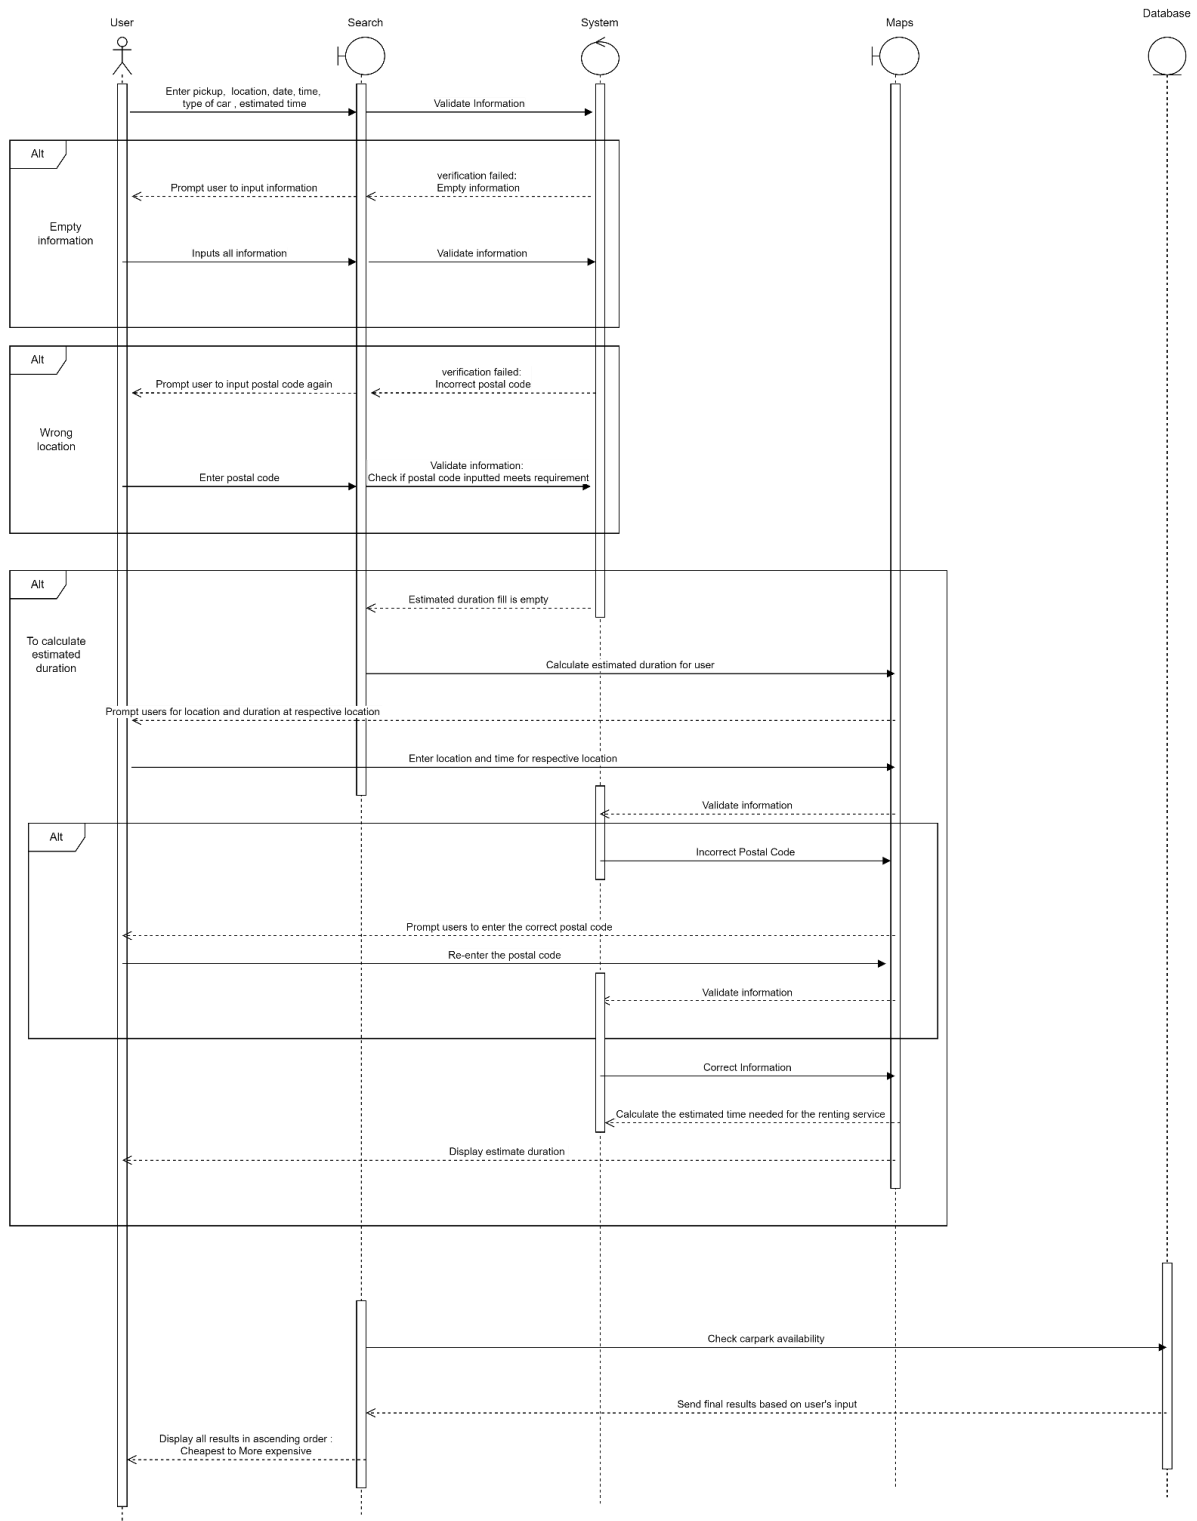 Database
User
Search
System
Maps
Enter pickup, location, date, time,
type of car , estimated time
Validate Information
Alt
verification failed:
Empty information
Prompt user to input information
Empty
information
Inputs all information
Validate information
Alt
verification failed:
Incorrect postal code
Prompt user to input postal code again
Wrong
location
Validate information:
Check if postal code inputted meets requirement
Enter postal code
Alt
Estimated duration fill is empty
To calculate
estimated
duration
Calculate estimated duration for user
Prompt users for location and duration at respective location
Enter location and time for respective location
Validate information
Alt
Incorrect Postal Code
Prompt users to enter the correct postal code
Re-enter the postal code
Validate information
Correct Information
Calculate the estimated time needed for the renting service
Display estimate duration
Check carpark availability
Send final results based on user's input
Display all results in ascending order :
Cheapest to More expensive